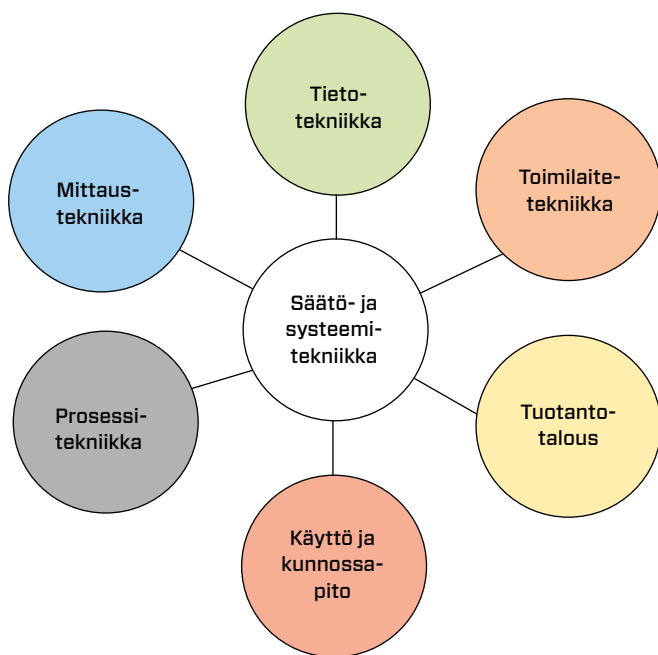 Tieto-
tekniikka
Mittaus-
tekniikka
Toimilaite-
tekniikka
Säätö- ja
systeemi-
tekniikka
Prosessi-
tekniikka
Tuotanto-
talous
Käyttö ja
kunnossa-
pito